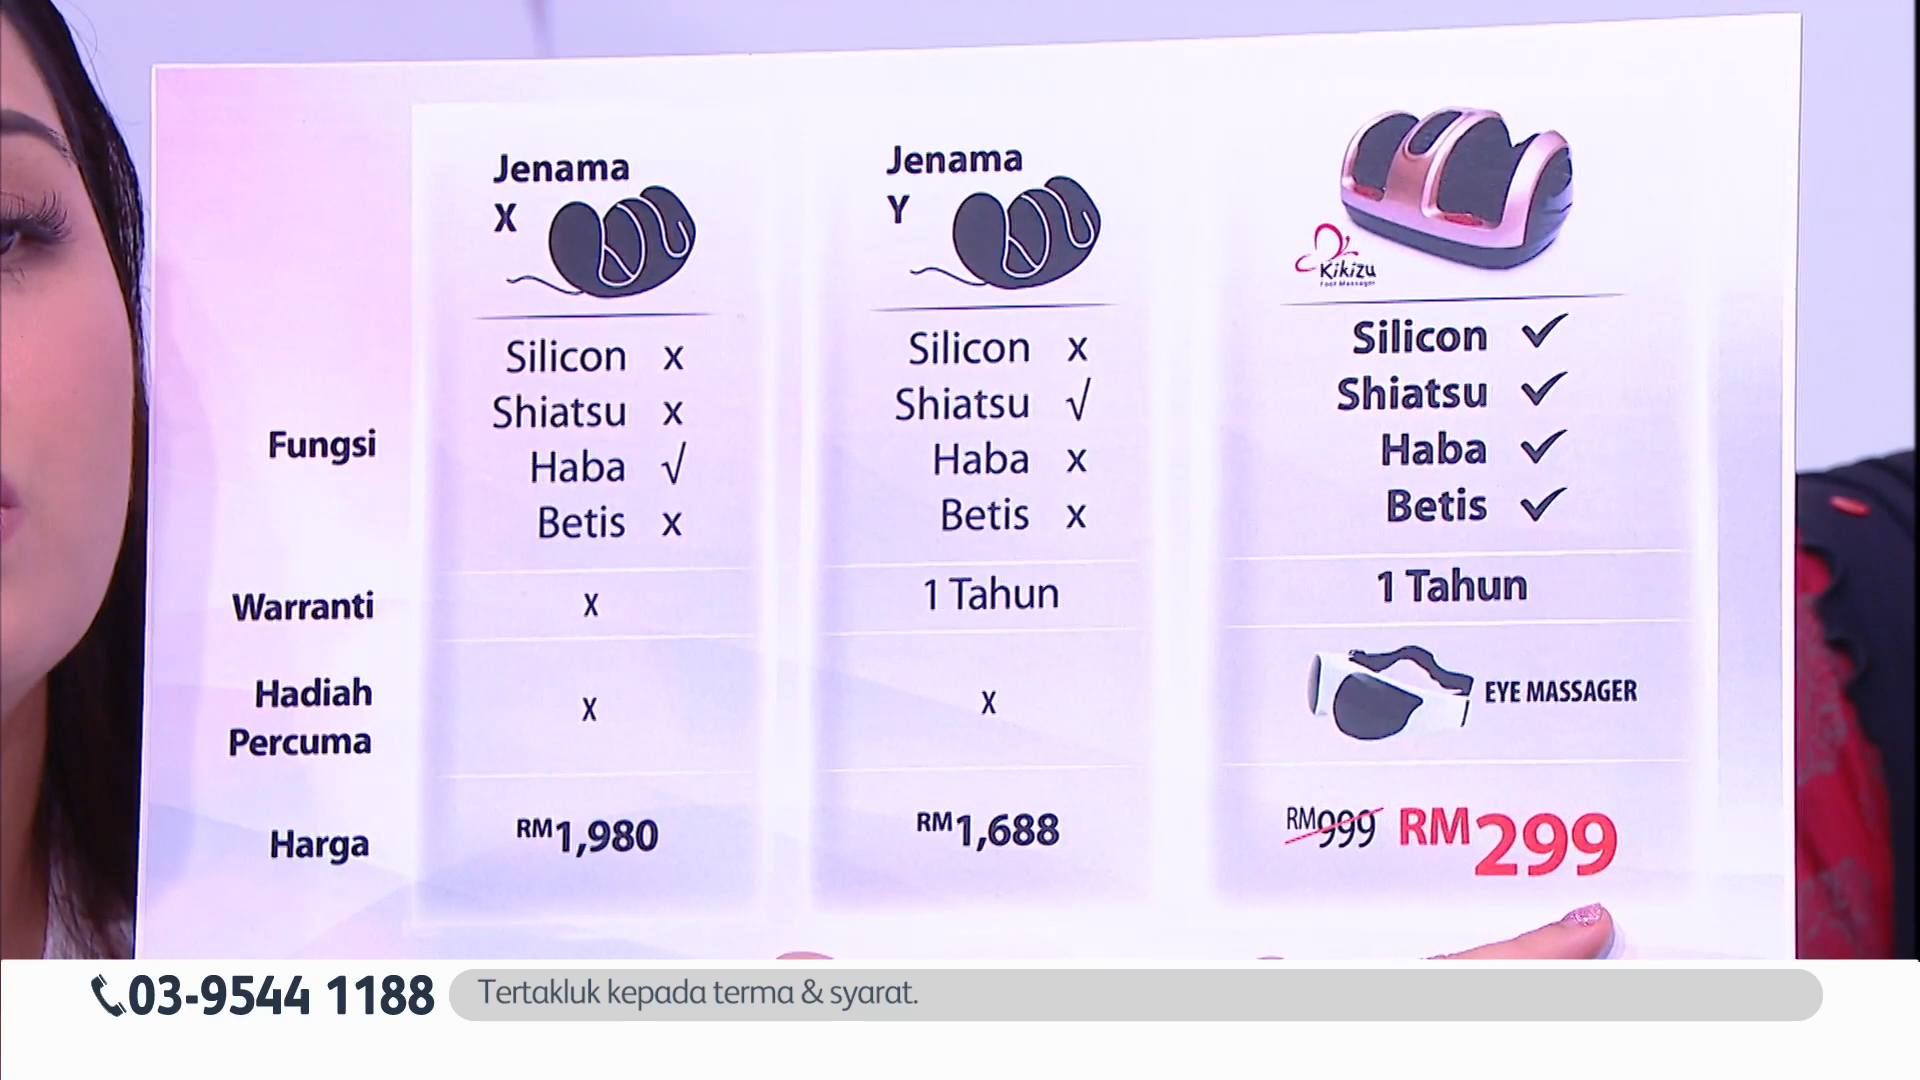 Jenama
X
Jenama
Y
Kikizu
Foot Massager
Fungsi
Silicon x
Shiatsu x
Haba √
Betis x
Silicon x
Shiatsu √
Haba x
Betis x
Silicon ✓
Shiatsu ✓
Haba ✓
Betis ✓
Warranti
X
1 Tahun
1 Tahun
Hadiah
Percuma
X
X
EYE MASSAGER
Harga
RM1,980
RM1,688
RM999 RM299
03-9544 1188
Tertakluk kepada terma & syarat.